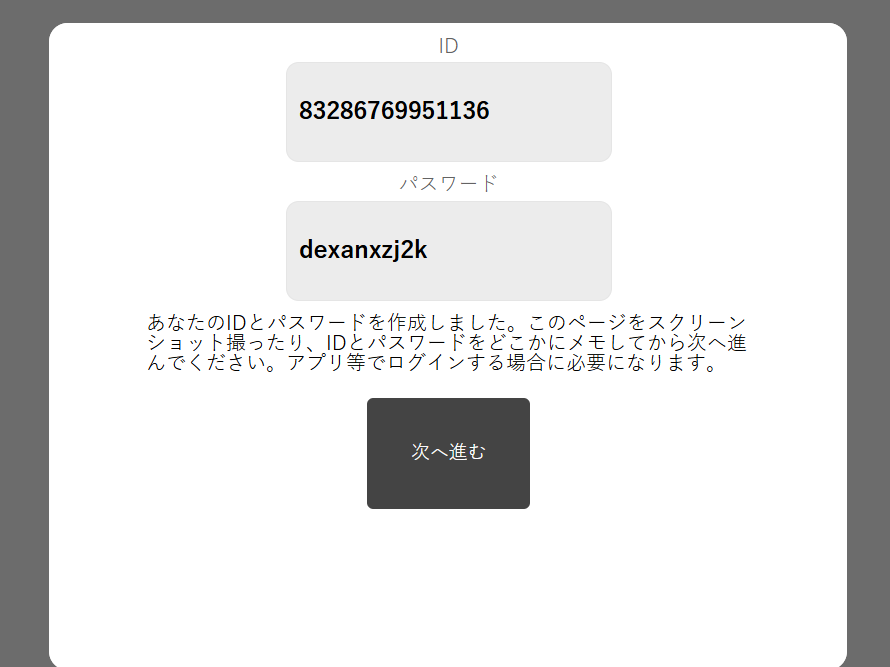 ID
83286769951136
パスワード
dexanxzj2k
あなたのIDとパスワードを作成しました。このページをスクリーン
ショット撮ったり、IDとパスワードをどこかにメモしてから次へ進
んでください。アプリ等でログインする場合に必要になります。
次へ進む